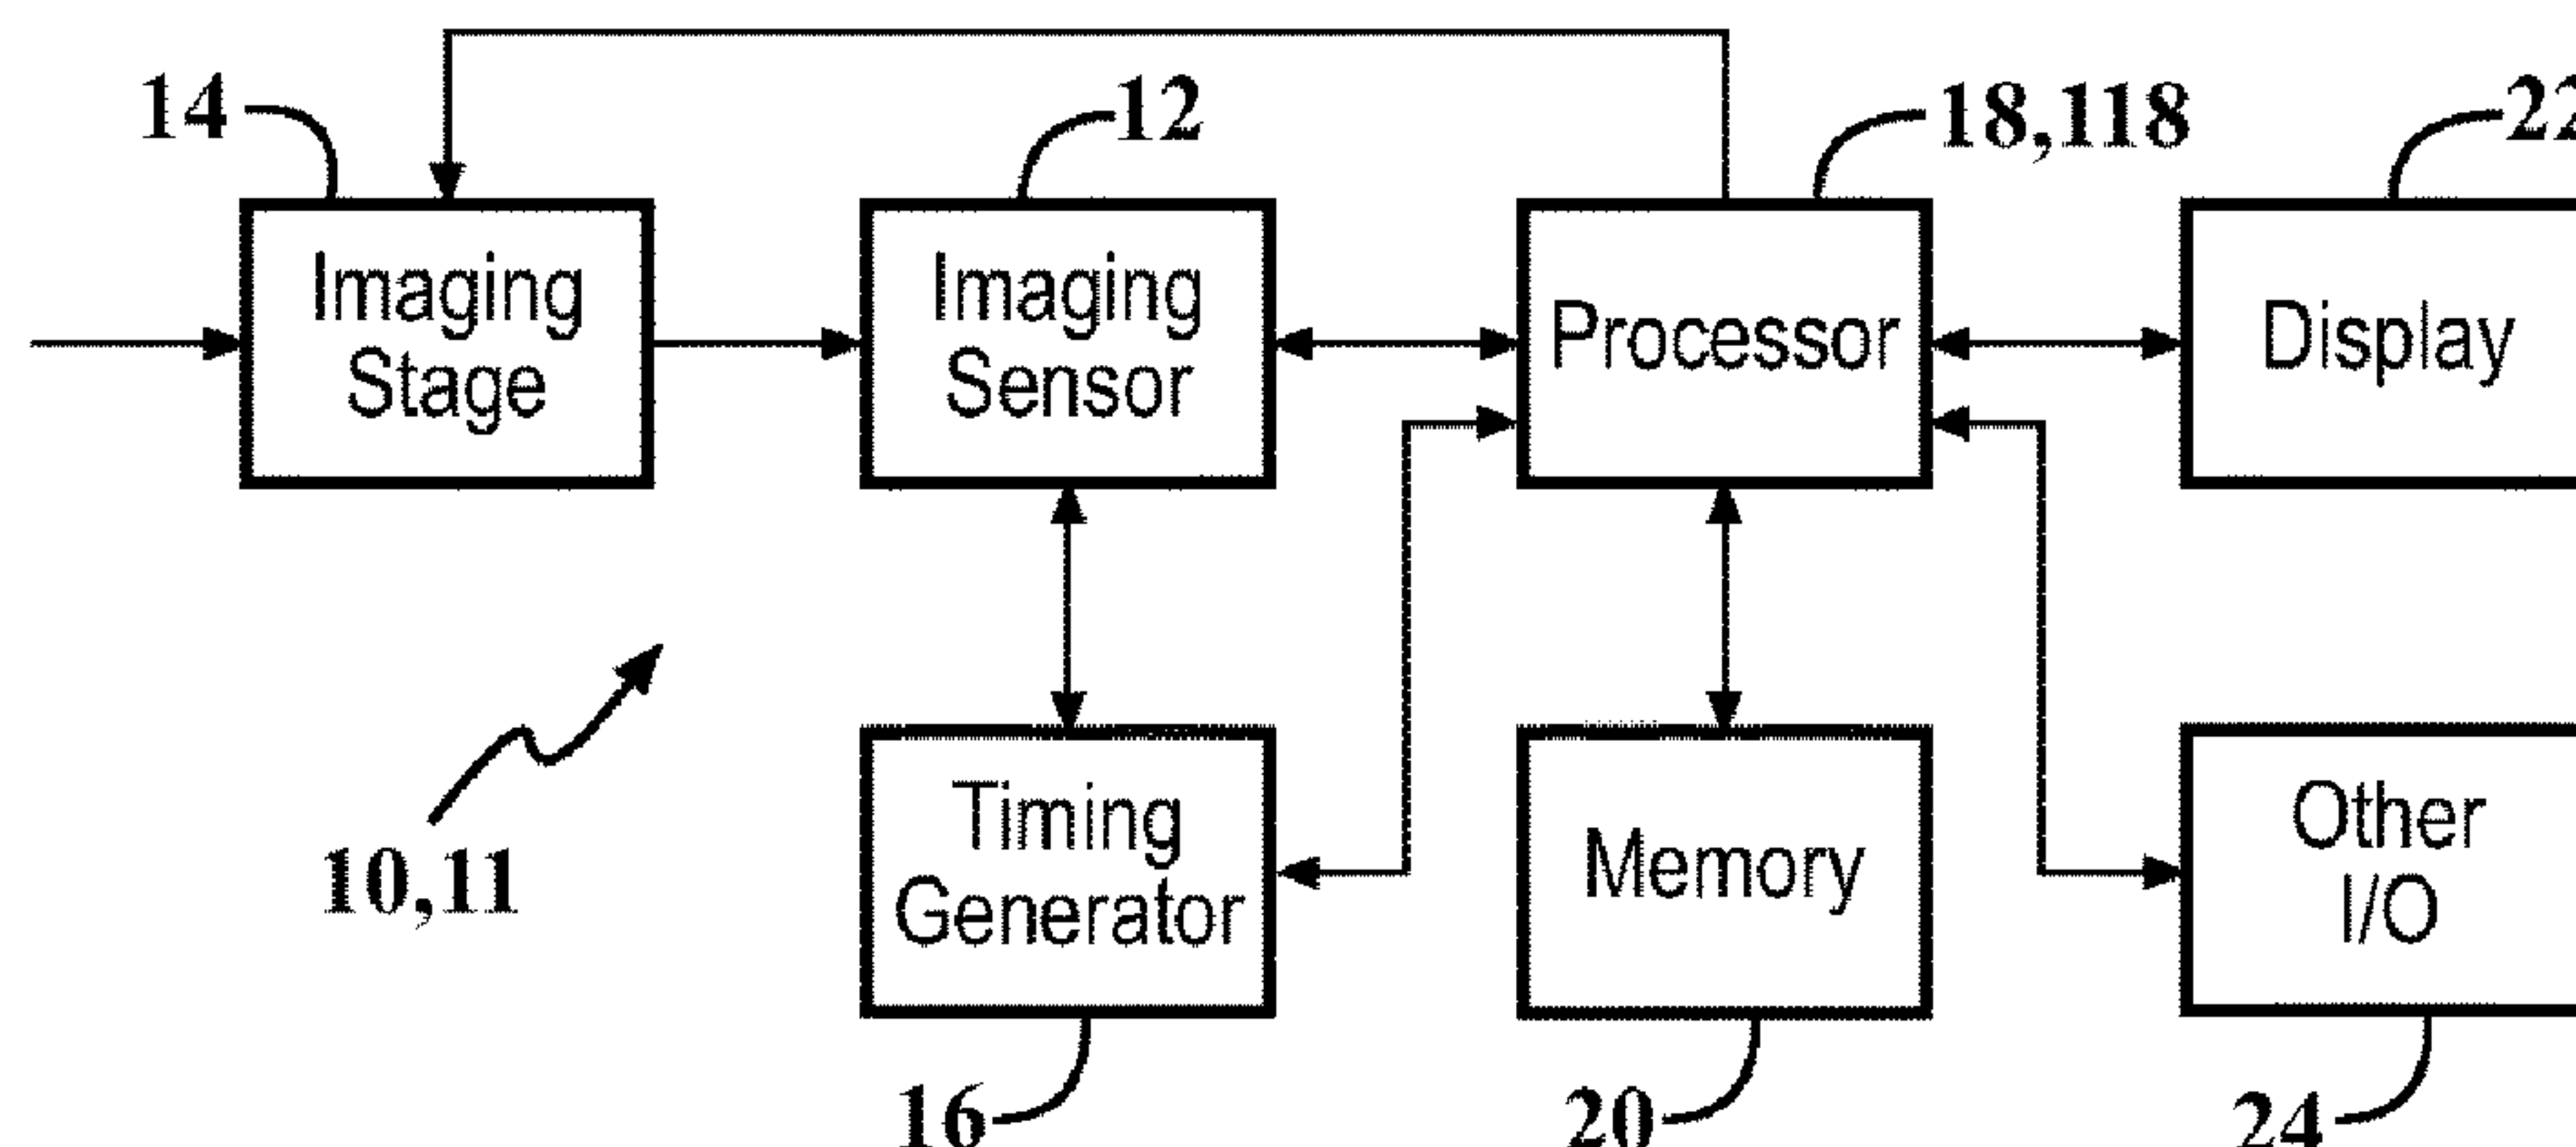 14
12
18,118
22
Imaging
Stage
Imaging
Sensor
Processor
Display
10,11
Timing
Generator
Memory
Other
I/O
16
20
24